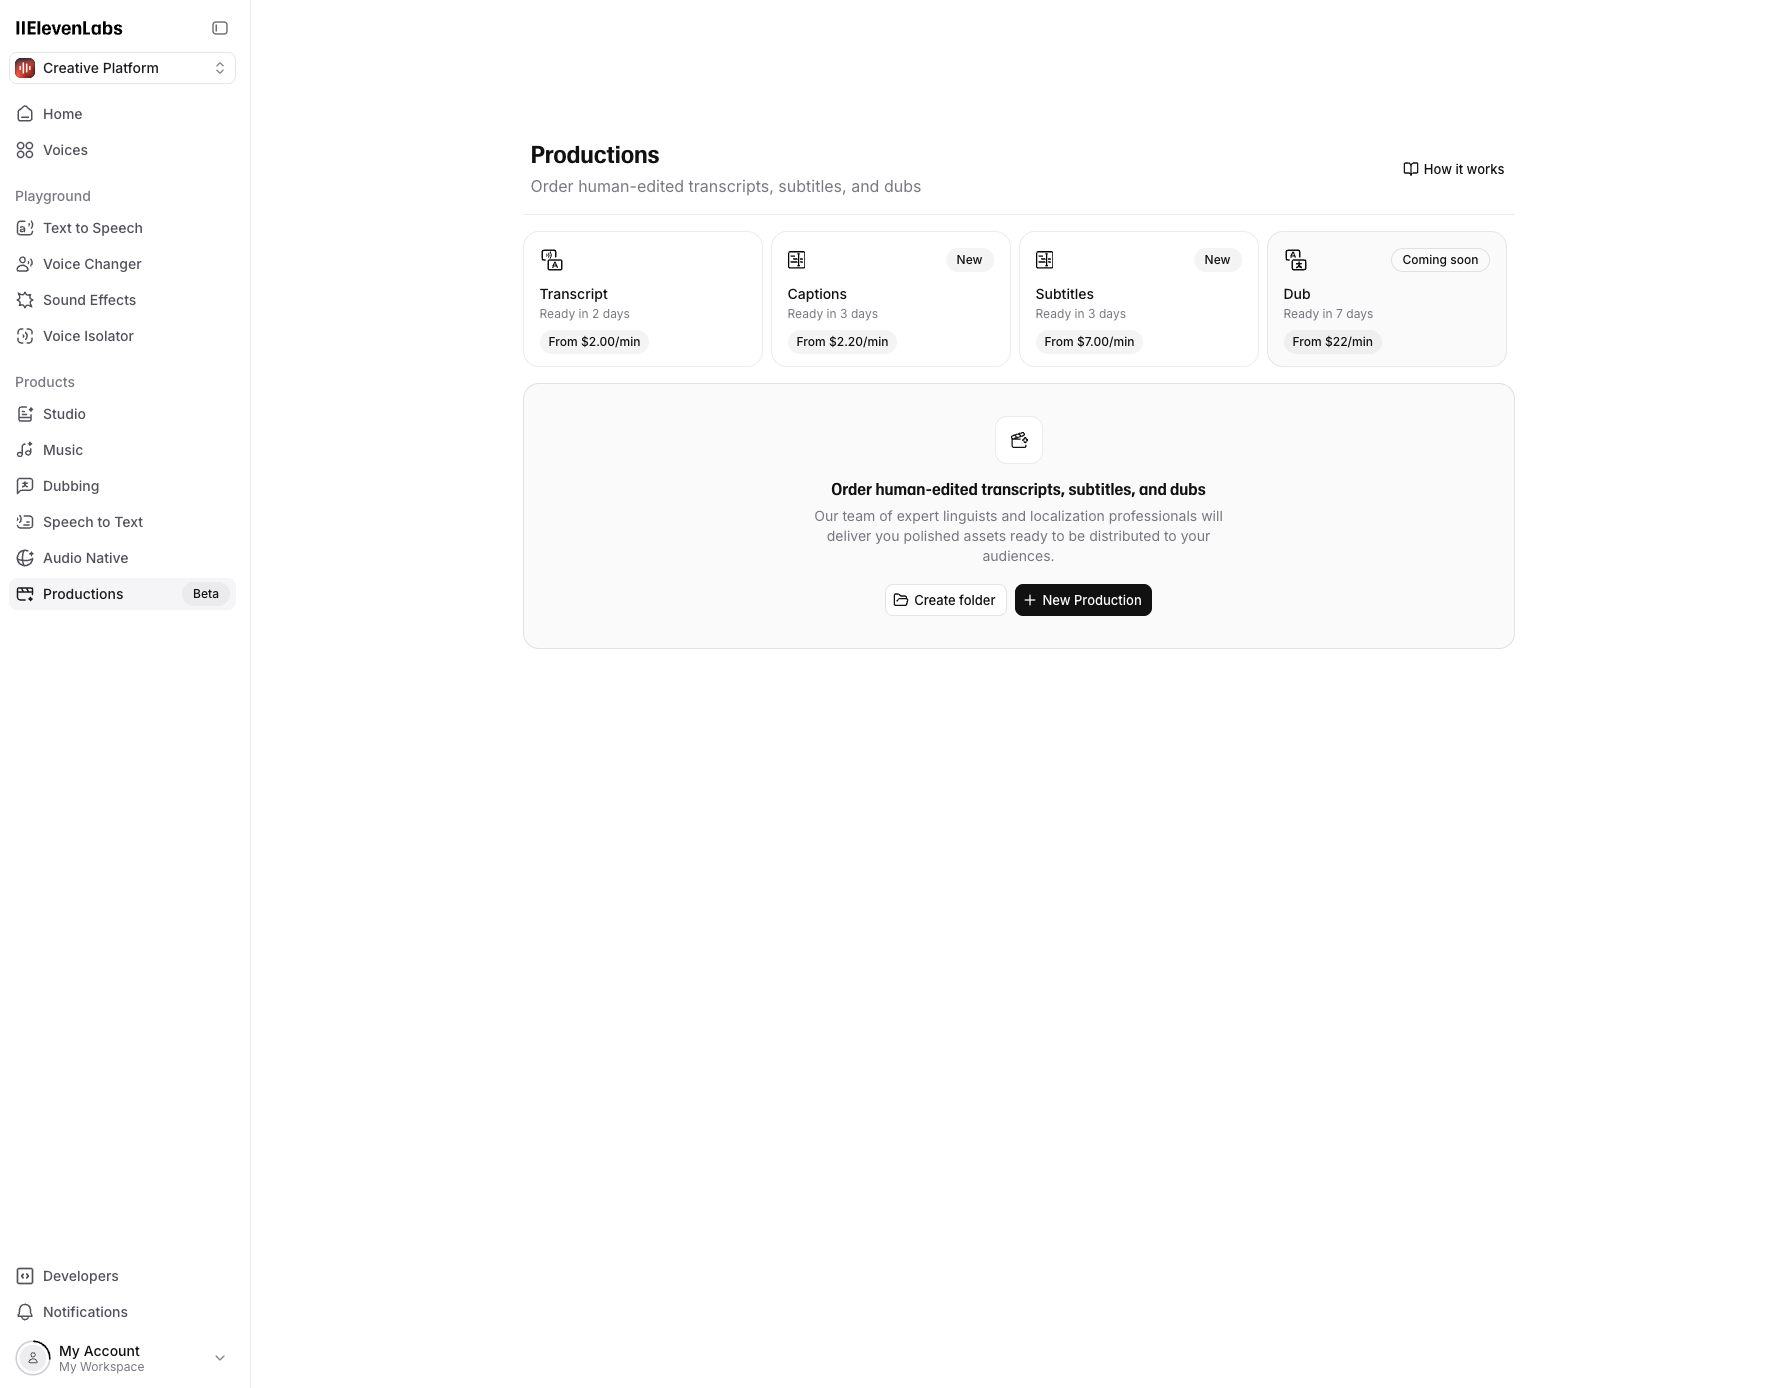 IIElevenLabs
Creative Platform
Home
Voices
Playground
Text to Speech
Voice Changer
Sound Effects
Voice Isolator
Products
Studio
Music
Dubbing
Speech to Text
Audio Native
Productions Beta
Developers
Notifications
My Account
My Workspace
Productions
Order human-edited transcripts, subtitles, and dubs
How it works
Transcript
Ready in 2 days
From $2.00/min
New
Captions
Ready in 3 days
From $2.20/min
New
Subtitles
Ready in 3 days
From $7.00/min
Coming soon
Dub
Ready in 7 days
From $22/min
Order human-edited transcripts, subtitles, and dubs
Our team of expert linguists and localization professionals will
deliver you polished assets ready to be distributed to your
audiences.
Create folder
New Production